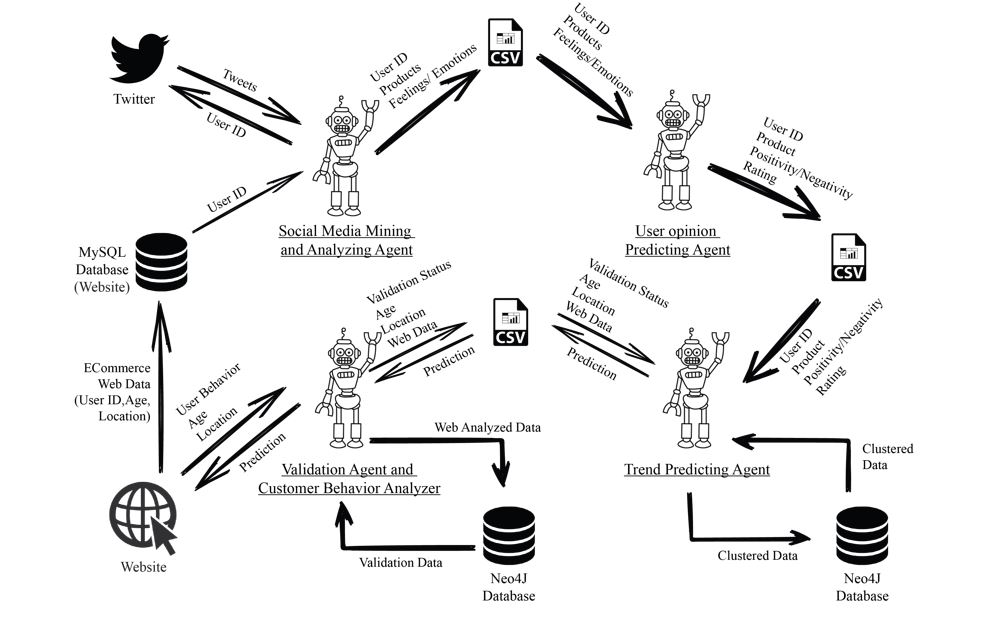 Twitter
Tweets
User ID
User ID
Products
Feelings/ Emotions
CSV
User ID
Products
Feelings/Emotions
User ID
Product
Positivity/Negativity
Rating
User ID
Social Media Mining
and Analyzing Agent
User opinion
Predicting Agent
CSV
MySQL
Database
(Website)
Validation Status
Age
Location
Web Data
Prediction
CSV
Validation Status
Age
Location
Web Data
Prediction
User ID
Product
Positivity/Negativity
Rating
ECommerce
Web Data
(User ID,Age,
Location)
User Behavior
Age
Location
Prediction
Web Analyzed Data
Validation Agent and
Customer Behavior Analyzer
Trend Predicting Agent
Clustered
Data
Website
Validation Data
Neo4J
Database
Clustered Data
Neo4J
Database